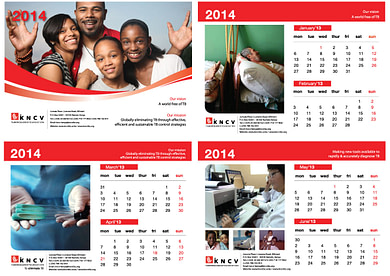 2014
Our vision
A world free of TB
Our mission
Globally eliminating TB through effective,
efficient and sustainable TB control strategies
KNCV
2014
Our vision
A world free of TB
January'13
mon tue wed thur fri sat sun
1 2 3 4 5
6 7 8 9 10 11 12
13 14 15 16 17 18 19
20 21 22 23 24 25 26
27 28 29 30 31
February'13
mon tue wed thur fri sat sun
1 2
3 4 5 6 7 8 9
10 11 12 13 14 15 16
17 18 19 20 21 22 23
24 25 26 27 28
KNCV
2014
Our mission
Globally eliminating TB through effective,
efficient and sustainable TB control strategies
March'13
mon tue wed thur fri sat sun
31 1 2
3 4 5 6 7 8 9
10 11 12 13 14 15 16
17 18 19 20 21 22 23
24 25 26 27 28 29 30
April'13
mon tue wed thur fri sat sun
1 2 3 4 5 6
7 8 9 10 11 12 13
14 15 16 17 18 19 20
21 22 23 24 25 26 27
28 29 30
KNCV
2014
Making new tools available to
rapidly & accurately diagnose TB
May'13
mon tue wed thur fri sat sun
1 2 3 4
5 6 7 8 9 10 11
12 13 14 15 16 17 18
19 20 21 22 23 24 25
26 27 28 29 30 31
June'13
mon tue wed thur fri sat sun
30 1
2 3 4 5 6 7 8
9 10 11 12 13 14 15
16 17 18 19 20 21 22
23 24 25 26 27 28 29
KNCV